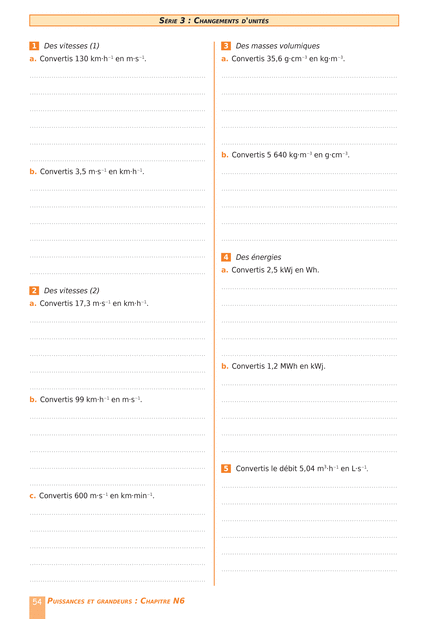 SÉRIE 3 : CHANGEMENTS D'UNITÉS
1 Des vitesses (1)
a. Convertis 130 km·h⁻¹ en m·s⁻¹.
b. Convertis 3,5 m·s⁻¹ en km·h⁻¹.
2 Des vitesses (2)
a. Convertis 17,3 m·s⁻¹ en km·h⁻¹.
b. Convertis 99 km·h⁻¹ en m·s⁻¹.
c. Convertis 600 m·s⁻¹ en km·min⁻¹.
3 Des masses volumiques
a. Convertis 35,6 g·cm⁻³ en kg·m⁻³.
b. Convertis 5 640 kg·m⁻³ en g·cm⁻³.
4 Des énergies
a. Convertis 2,5 kWj en Wh.
b. Convertis 1,2 MWh en kWj.
5 Convertis le débit 5,04 m³·h⁻¹ en L·s⁻¹.
54 PUISSANCES ET GRANDEURS : CHAPITRE N6